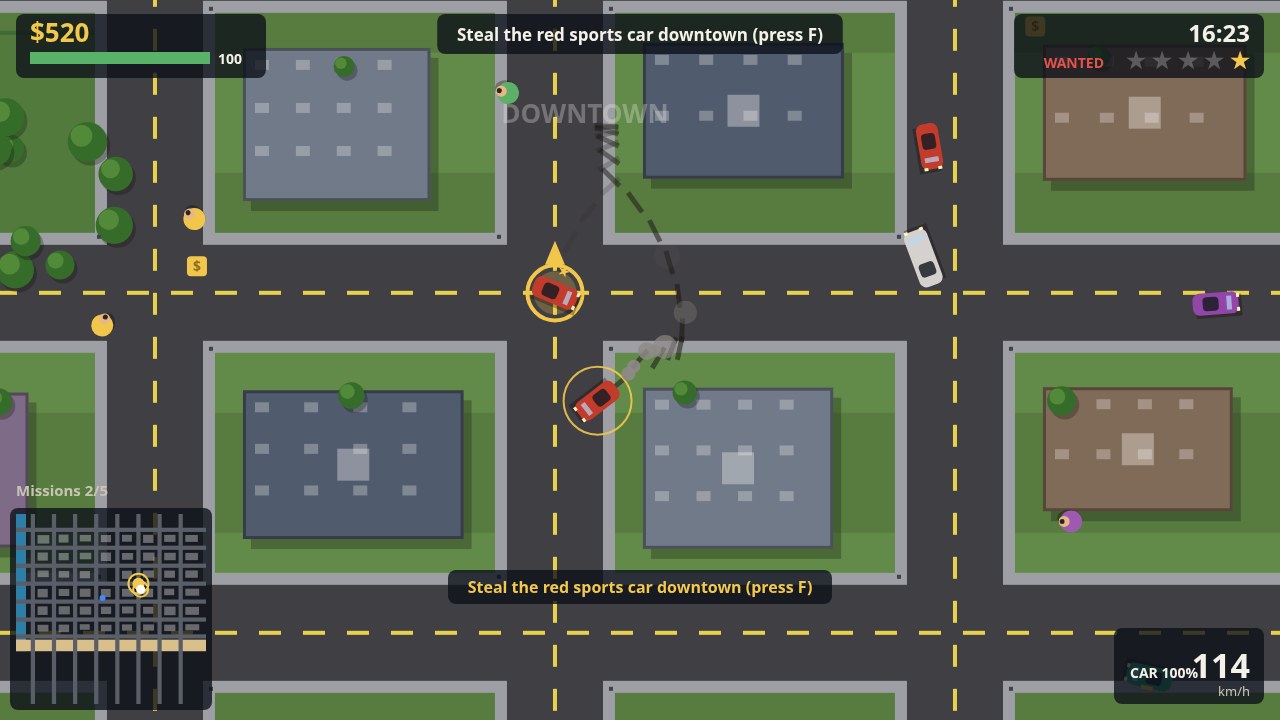 $520
100
Steal the red sports car downtown (press F)
16:23
WANTED
$
DOWNTOWN
$
Missions 2/5
Steal the red sports car downtown (press F)
CAR 100%
114
km/h